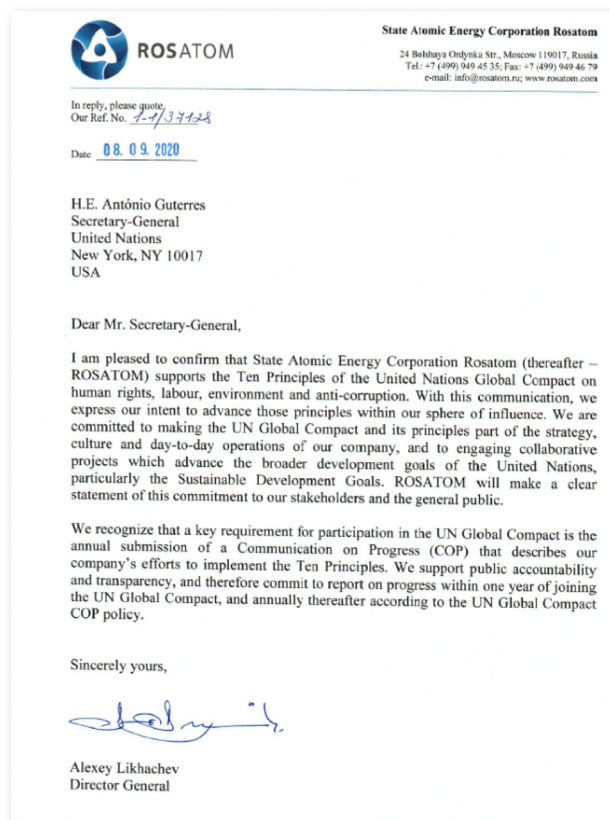 ROSATOM
State Atomic Energy Corporation Rosatom
24 Bolshaya Ordynka Str., Moscow 119017, Russia
Tel.: +7 (499) 949 45 35; Fax: +7 (499) 949 46 79
e-mail: info@rosatom.ru; www.rosatom.com
In reply, please quote,
Our Ref. No. 1-1/37128
Date 08. 09. 2020
H.E. António Guterres
Secretary-General
United Nations
New York, NY 10017
USA
Dear Mr. Secretary-General,
I am pleased to confirm that State Atomic Energy Corporation Rosatom (thereafter –
ROSATOM) supports the Ten Principles of the United Nations Global Compact on
human rights, labour, environment and anti-corruption. With this communication, we
express our intent to advance those principles within our sphere of influence. We are
committed to making the UN Global Compact and its principles part of the strategy,
culture and day-to-day operations of our company, and to engaging collaborative
projects which advance the broader development goals of the United Nations,
particularly the Sustainable Development Goals. ROSATOM will make a clear
statement of this commitment to our stakeholders and the general public.
We recognize that a key requirement for participation in the UN Global Compact is the
annual submission of a Communication on Progress (COP) that describes our
company's efforts to implement the Ten Principles. We support public accountability
and transparency, and therefore commit to report on progress within one year of joining
the UN Global Compact, and annually thereafter according to the UN Global Compact
COP policy.
Sincerely yours,
Alexey Likhachev
Director General